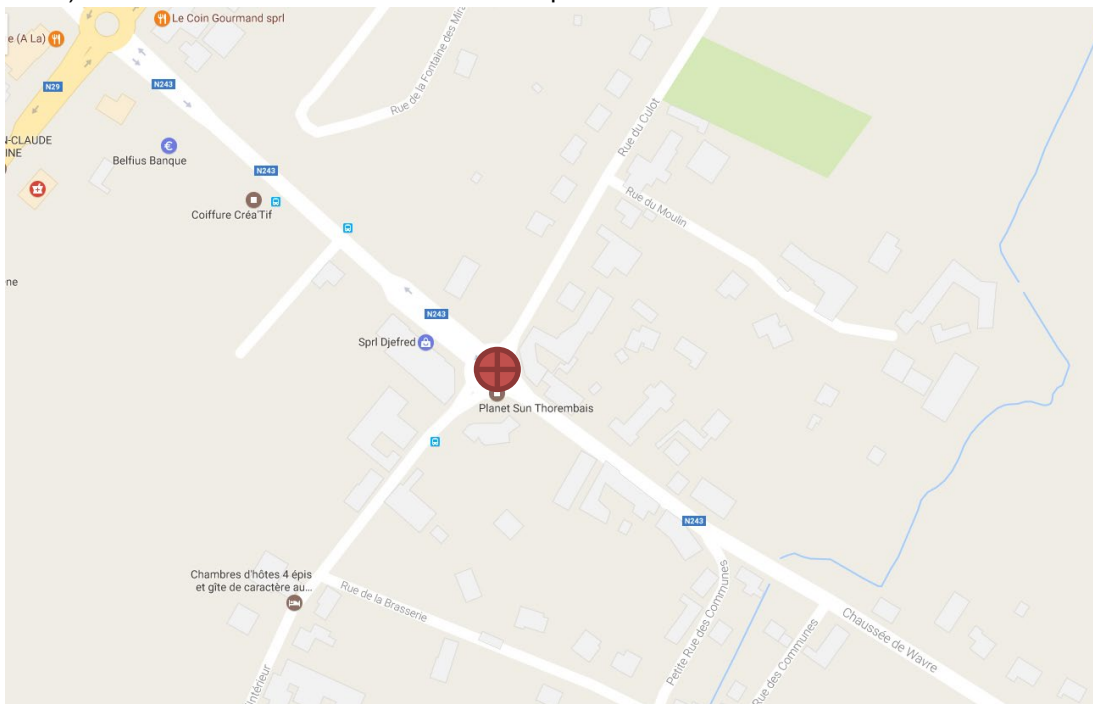 Le Coin Gourmand sprl
e (A La)
N29
N243
Rue de la Fontaine des Mira
Rue du Culot
N-CLAUDE
INE
Belfius Banque
N243
Coiffure Créa'Tif
Rue du Moulin
ne
N243
Sprl Djefred
Planet Sun Thorembais
N243
Chambres d'hôtes 4 épis
et gîte de caractère au...
Rue de la Brasserie
Petite Rue des Communes
Rue des Communes
Chaussée de Wavre
Intérieur